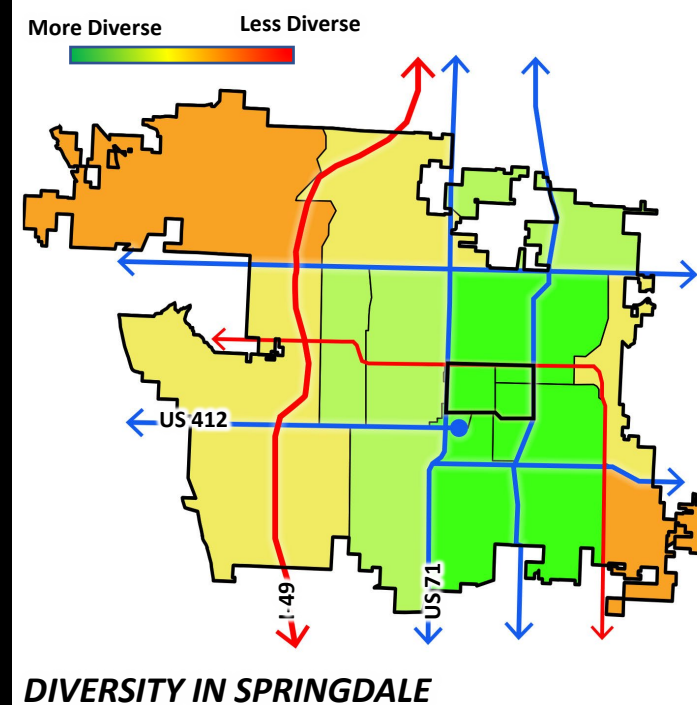 More Diverse
Less Diverse
US 412
I-49
US 71
DIVERSITY IN SPRINGDALE